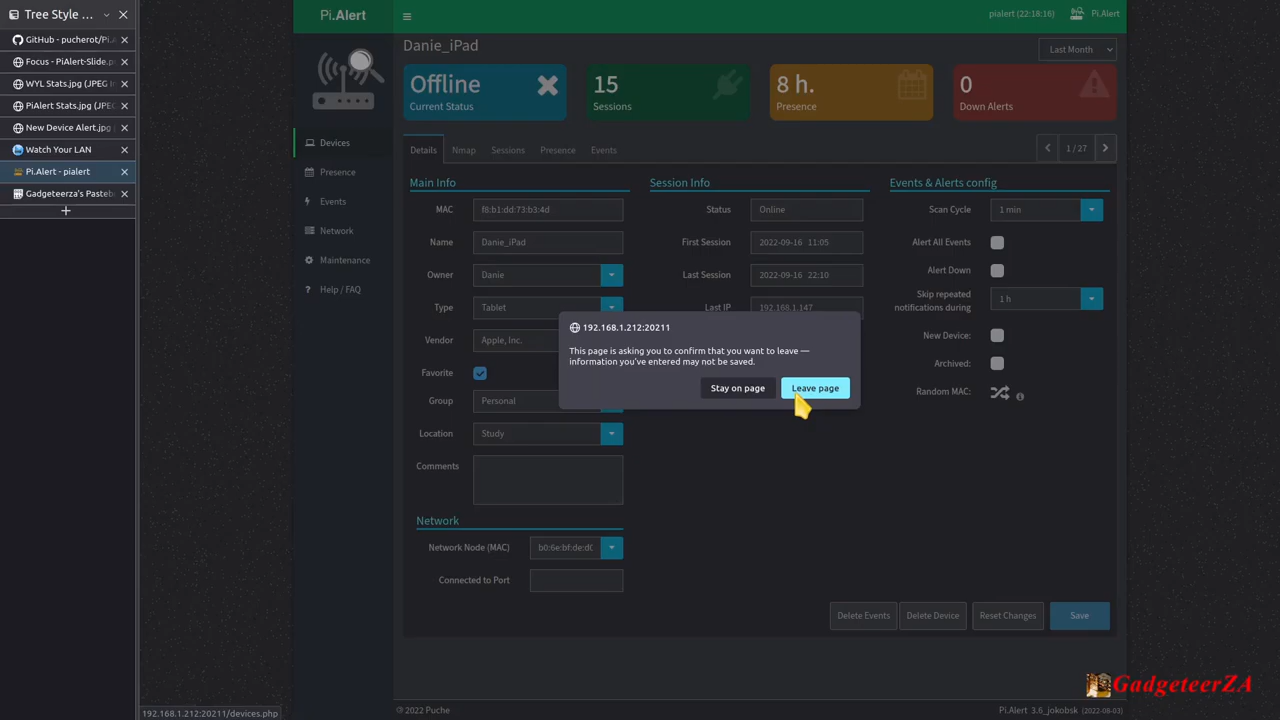 Tree Style ...
GitHub - pucherot/Pi.A
Focus - PiAlert-Slide.p
WYL Stats.jpg (JPEG I
PiAlert Stats.jpg (JPE
New Device Alert.jpg
Watch Your LAN
Pi.Alert - pialert
Gadgeteerza's Pasteb
Pi.Alert
pialert (22:18:16)
Pi.Alert
Devices
Presence
Events
Network
Maintenance
Help / FAQ
Danie_iPad
Last Month
Offline
Current Status
15
Sessions
8 h.
Presence
0
Down Alerts
Details
Nmap
Sessions
Presence
Events
1 / 27
Main Info
MAC
f8:b1:dd:73:b3:4d
Name
Danie_iPad
Owner
Danie
Type
Tablet
Vendor
Apple, Inc.
Favorite
Group
Personal
Location
Study
Comments
Network
Network Node (MAC)
b0:6e:bf:de:d0
Connected to Port
Session Info
Status
Online
First Session
2022-09-16 11:05
Last Session
2022-09-16 22:10
Last IP
192.168.1.147
Events & Alerts config
Scan Cycle
1 min
Alert All Events
Alert Down
Skip repeated
notifications during
1 h
New Device:
Archived:
Random MAC:
192.168.1.212:20211
This page is asking you to confirm that you want to leave —
information you've entered may not be saved.
Stay on page
Leave page
Delete Events
Delete Device
Reset Changes
Save
GadgeteerZA
192.168.1.212:20211/devices.php
© 2022 Puche
Pi.Alert 3.6_jokobsk (2022-08-03)